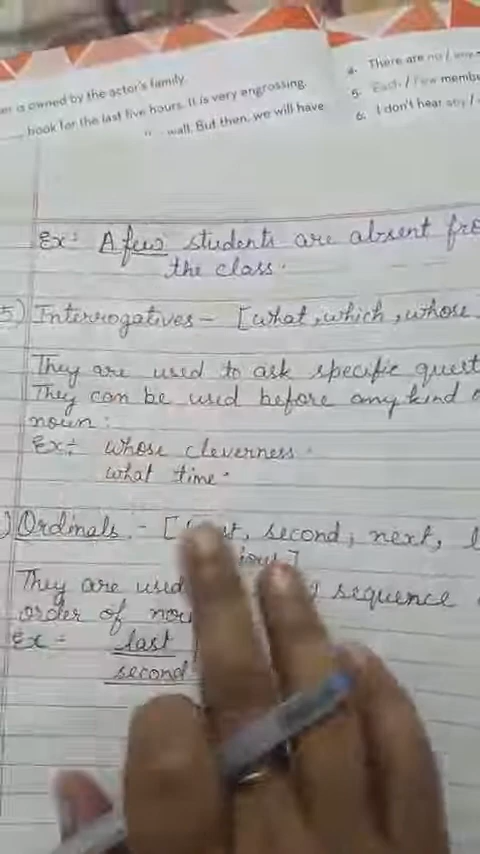 er is owned by the actor's family.
book for the last five hours. It is very engrossing.
wall. But then, we will have
4. There are no /
5. Each / Few
6. I don't hear any /
Ex:- A few students are absent
the class.
5) Interrogatives - [what, which, whose
They are used to ask specific
They can be used before any kind
noun:
Ex:- whose cleverness.
what time.
) Ordinals. - [ second, next,
They are used sequence
order of
Ex = last
second